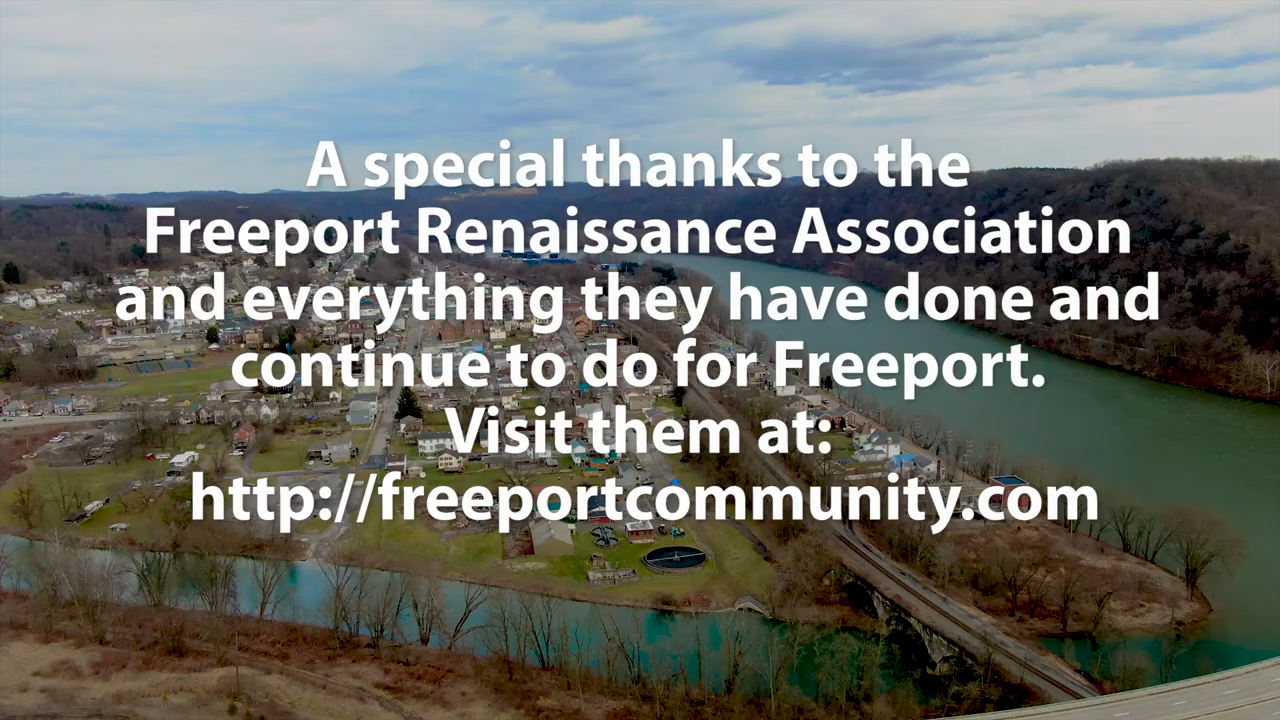 A special thanks to the
Freeport Renaissance Association
and everything they have done and
continue to do for Freeport.
Visit them at:
http://freeportcommunity.com